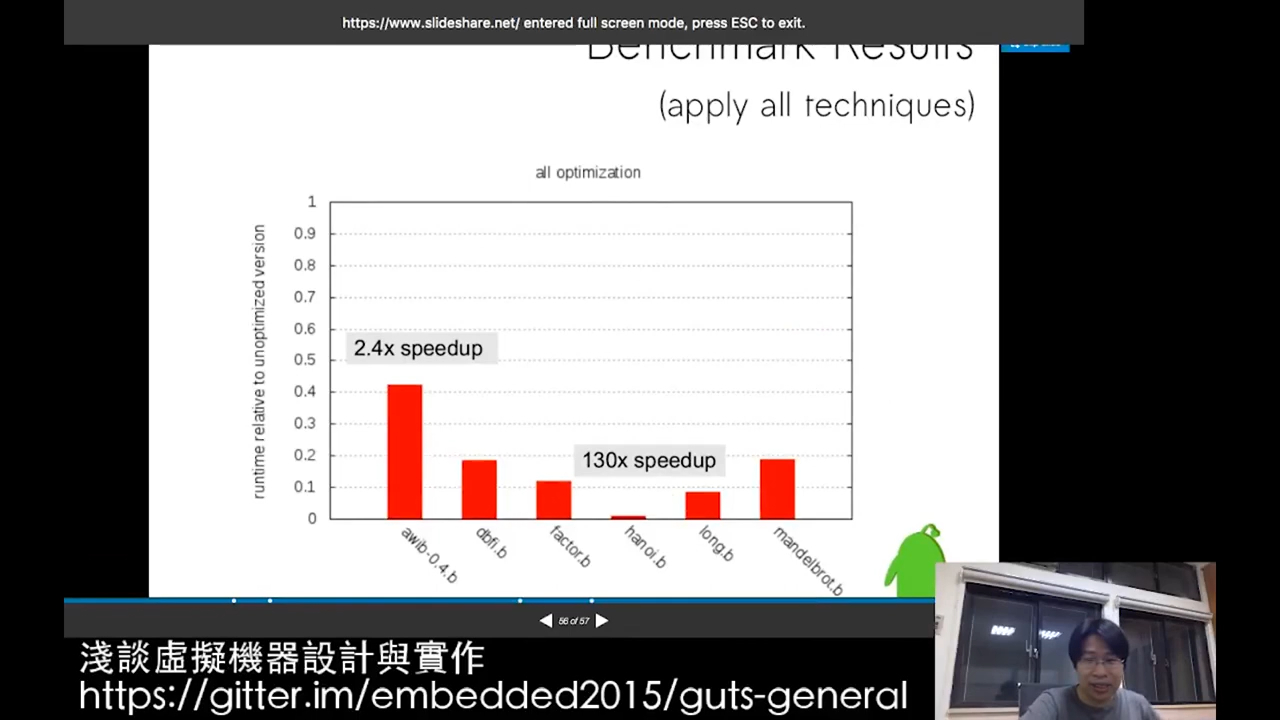 https://www.slideshare.net/ entered full screen mode, press ESC to exit.
Benchmark Results
(apply all techniques)
all optimization
runtime relative to unoptimized version
1
0.9
0.8
0.7
0.6
0.5
0.4
0.3
0.2
0.1
0
2.4x speedup
130x speedup
awib-0.4.b
dbfi.b
factor.b
hanoi.b
long.b
mandelbrot.b
56 of 57
淺談虛擬機器設計與實作
https://gitter.im/embedded2015/guts-general